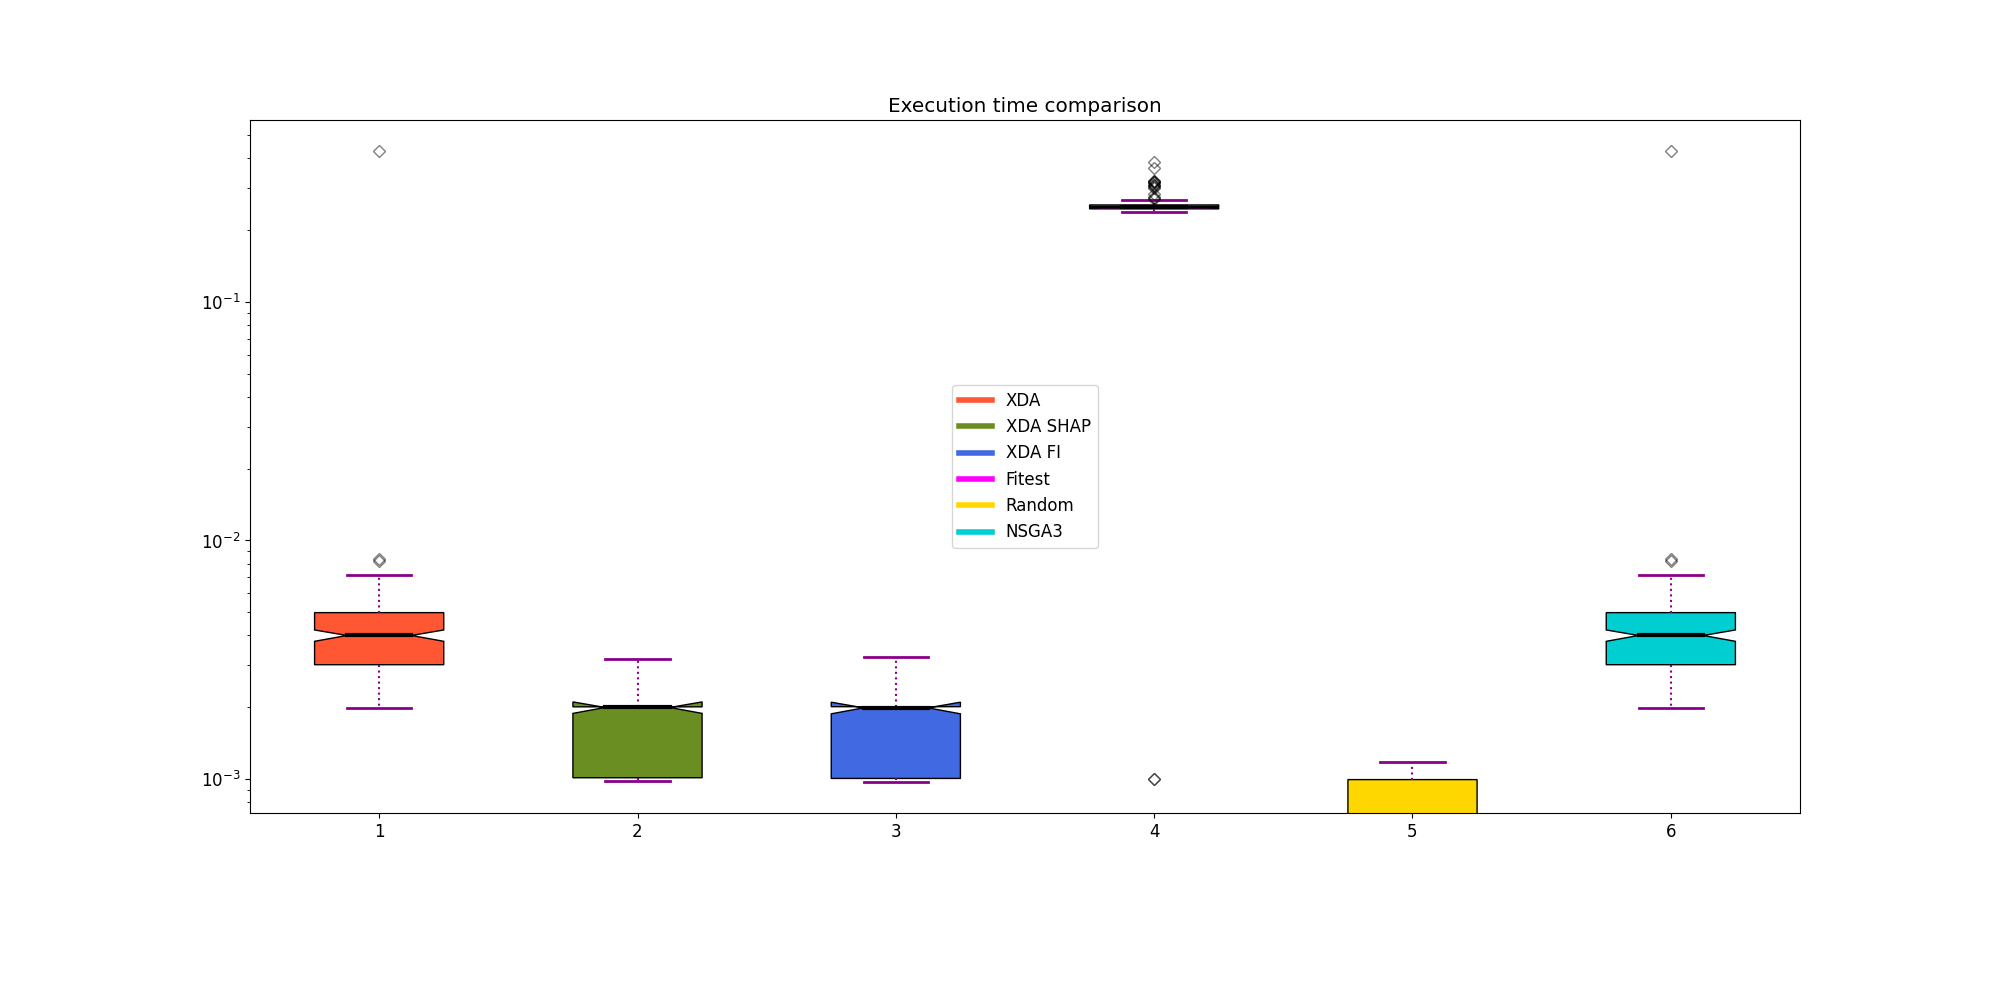 Execution time comparison
10⁻¹
10⁻²
10⁻³
XDA
XDA SHAP
XDA FI
Fitest
Random
NSGA3
1 2 3 4 5 6